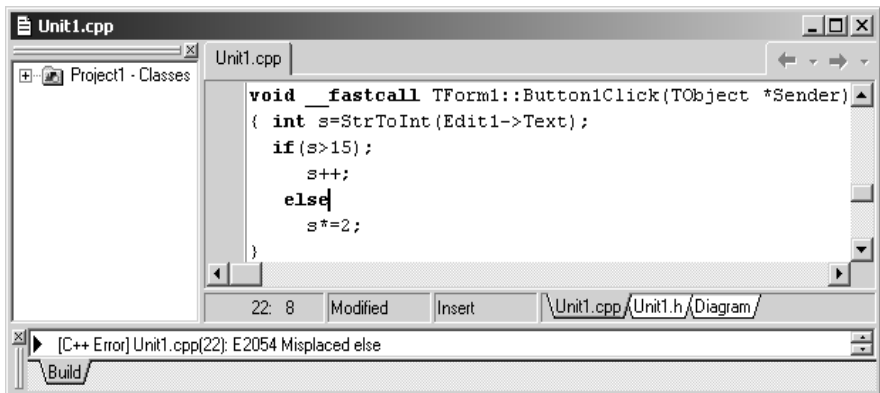 Unit1.cpp
Project1 - Classes
Unit1.cpp
void __fastcall TForm1::Button1Click(TObject *Sender)
{ int s=StrToInt(Edit1->Text);
if(s>15);
s++;
else
s*=2;
}
22: 8 Modified Insert Unit1.cpp Unit1.h Diagram
[C++ Error] Unit1.cpp(22): E2054 Misplaced else
Build